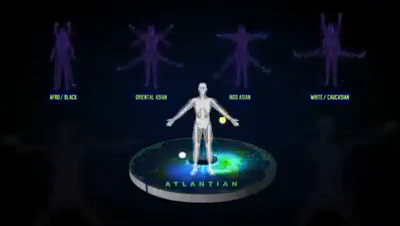 AFRO / BLACK
ORIENTAL ASIAN
INDO ASIAN
WHITE / CAUCASIAN
ATLANTIAN